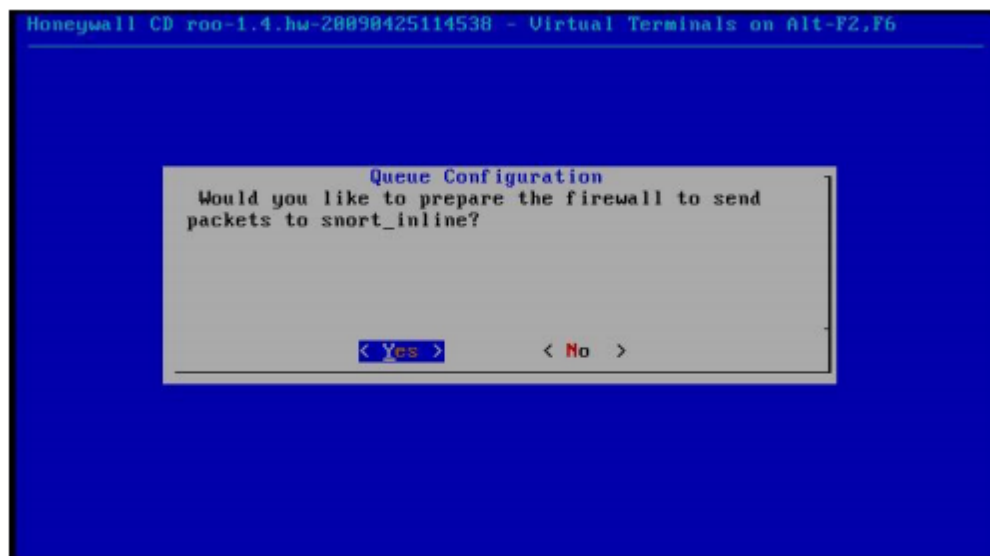 Honeywall CD roo-1.4.hw-20090425114538 - Virtual Terminals on Alt-F2,F6
Queue Configuration
Would you like to prepare the firewall to send
packets to snort_inline?
< Yes > < No >